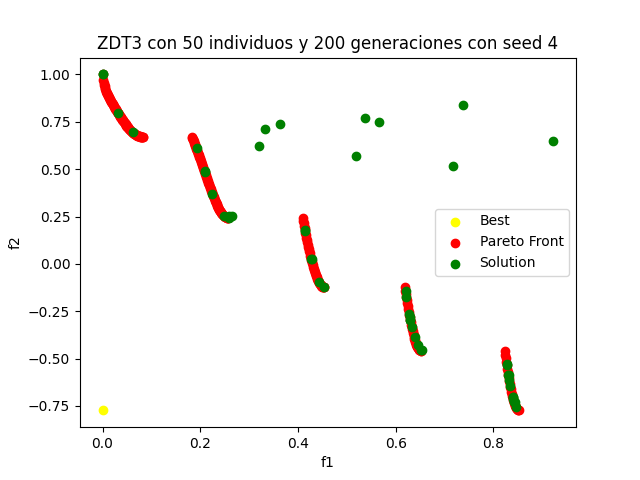 ZDT3 con 50 individuos y 200 generaciones con seed 4
1.00
0.75
0.50
0.25
0.00
−0.25
−0.50
−0.75
f2
Best
Pareto Front
Solution
0.0
0.2
0.4
0.6
0.8
f1